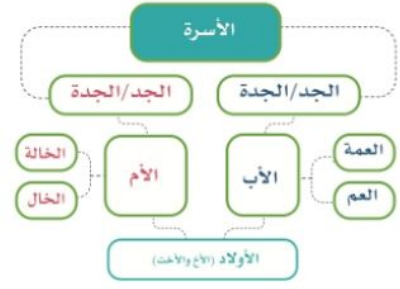 الأسرة
الجد/الجدة
الجد/الجدة
العمة
الأب
العم
الأم
الخالة
الخال
الأولاد (الأخ والأخت)